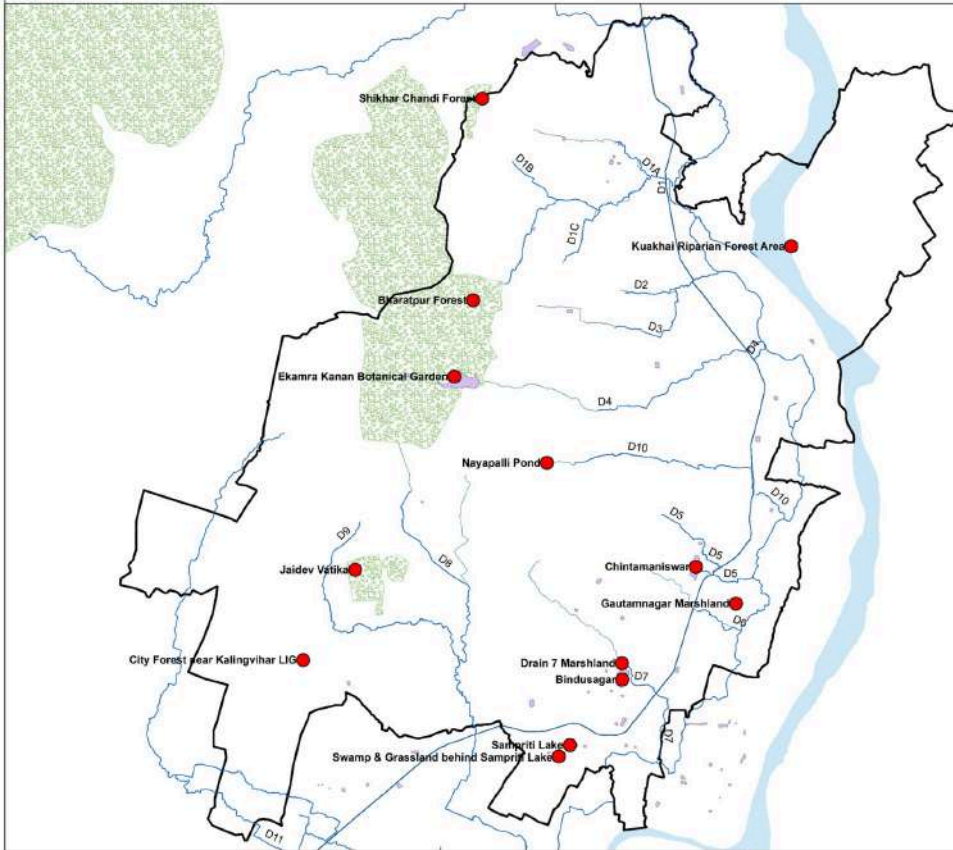 Shikhar Chandi Forest
D1A
D1B
D1
D1C
Kuakhai Riparian Forest Area
D2
Bharatpur Forest
D3
D4
Ekamra Kanan Botanical Garden
D4
D10
Nayapalli Pond
D10
D5
D9
D5
D8
Chintamaniswar
D5
Jaidev Vatika
Gautamnagar Marshland
D6
City Forest near Kalingvihar LIG
Drain 7 Marshland
D7
Bindusagar
D7
Sampriti Lake
Swamp & Grassland behind Sampriti Lake
D11